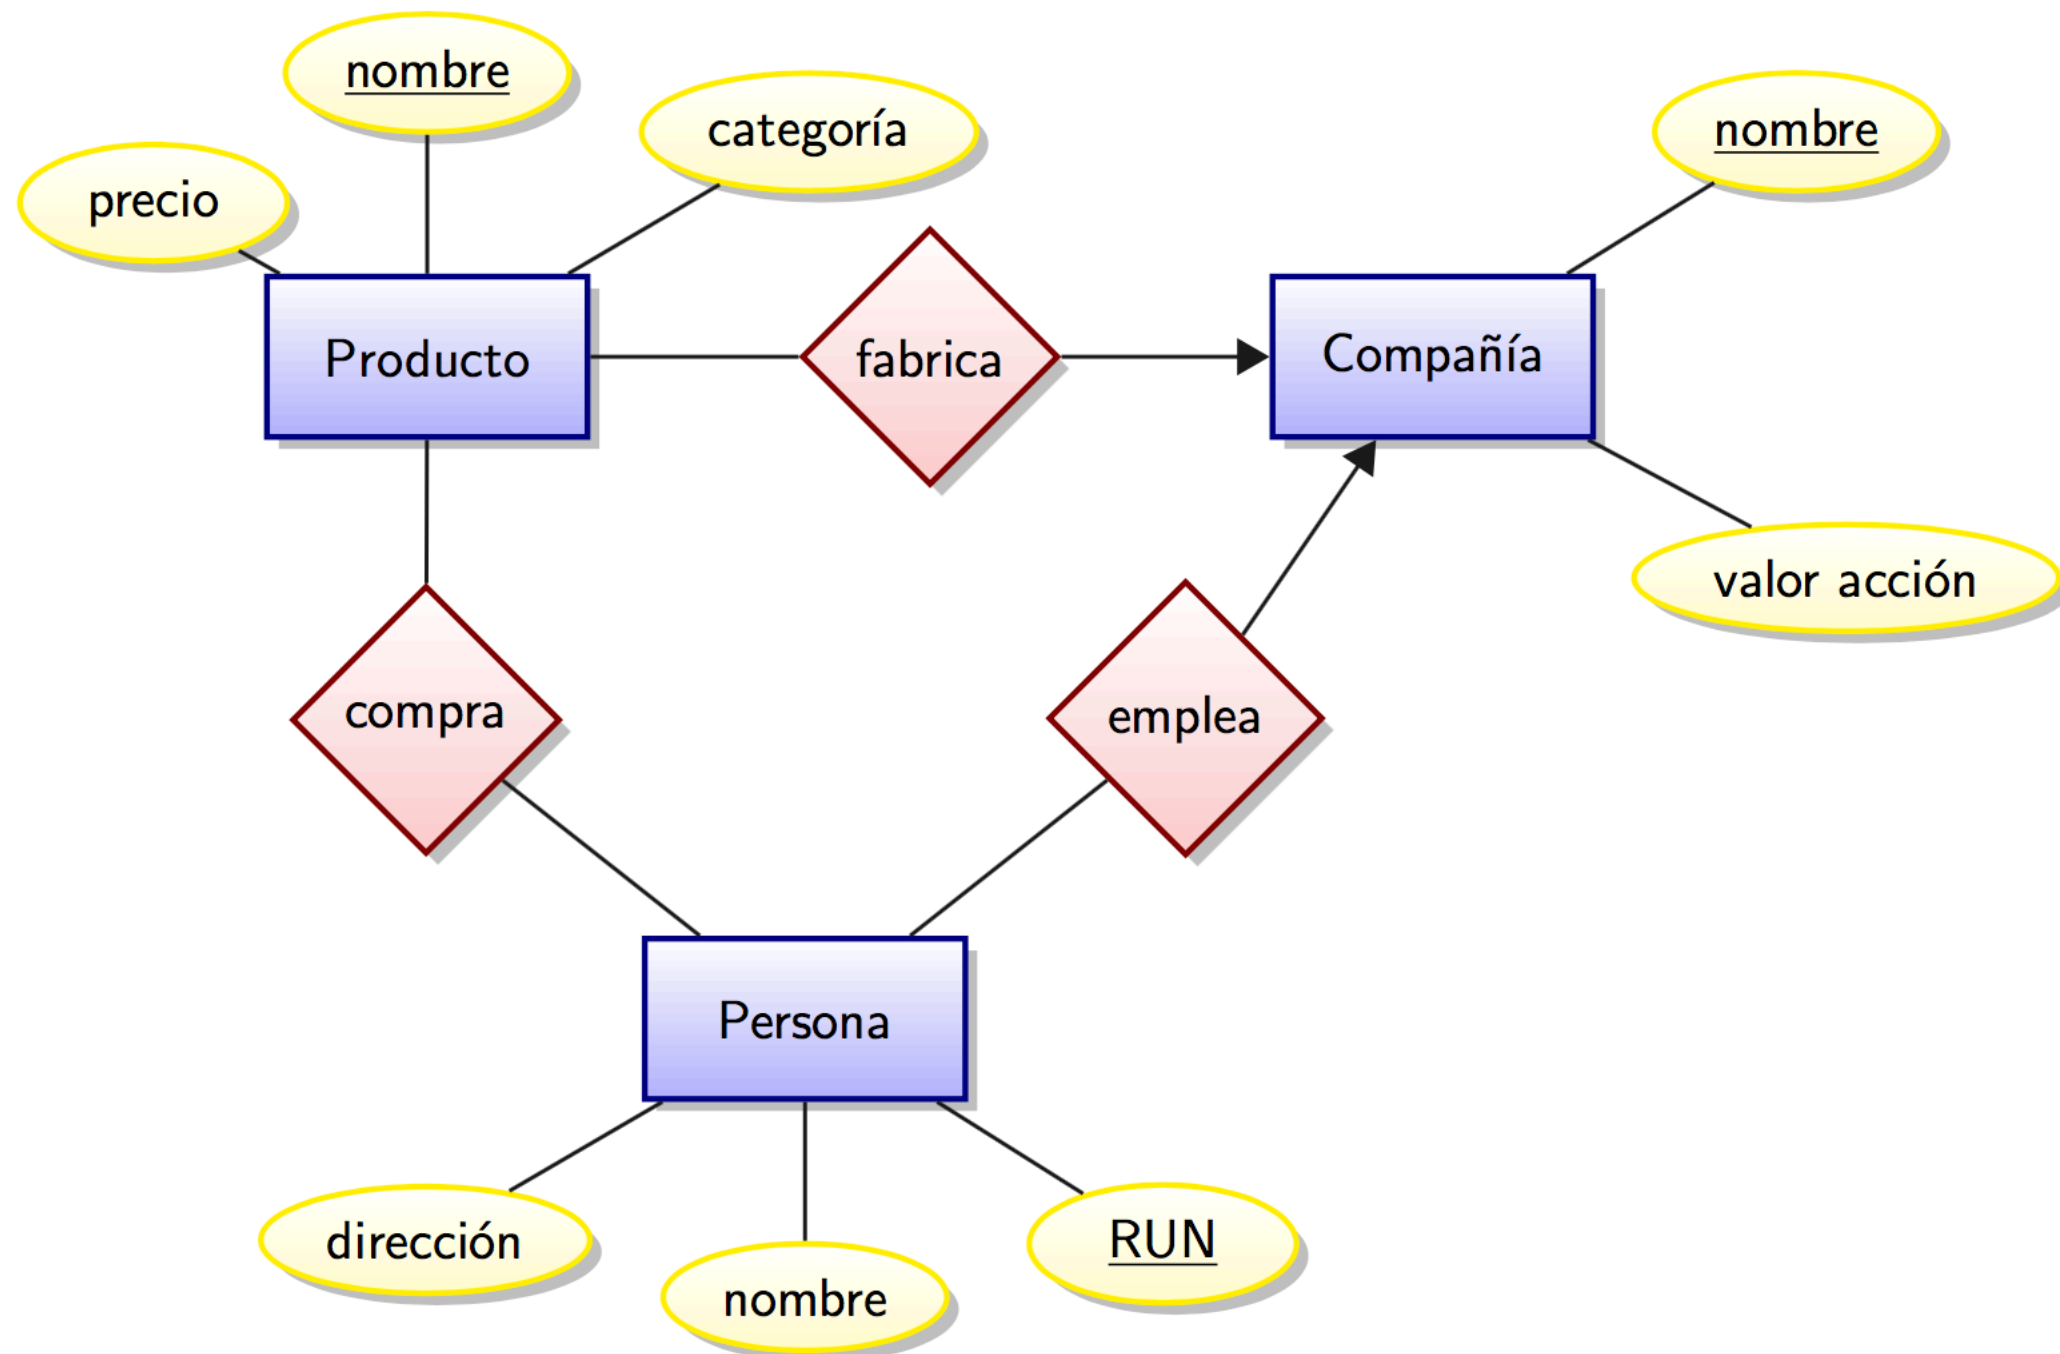 nombre
categoría
nombre
precio
Producto
fabrica
Compañía
valor acción
compra
emplea
Persona
dirección
nombre
RUN